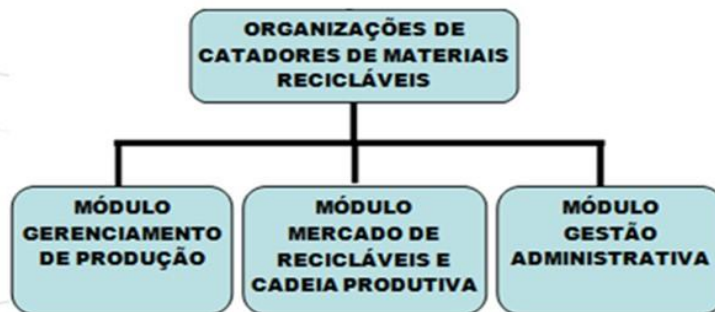 ORGANIZAÇÕES DE
CATADORES DE MATERIAIS
RECICLÁVEIS
MÓDULO
GERENCIAMENTO
DE PRODUÇÃO
MÓDULO
MERCADO DE
RECICLÁVEIS E
CADEIA PRODUTIVA
MÓDULO
GESTÃO
ADMINISTRATIVA